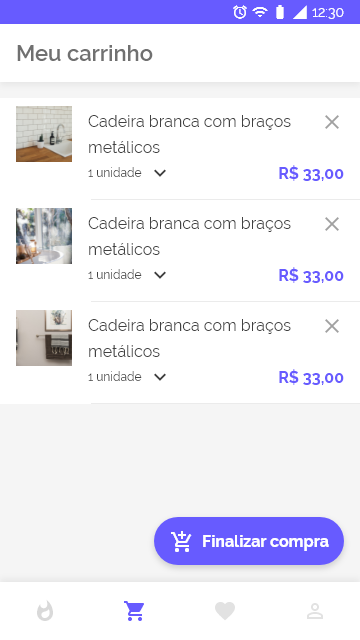 12:30
Meu carrinho
Cadeira branca com braços
metálicos
1 unidade
R$ 33,00
Cadeira branca com braços
metálicos
1 unidade
R$ 33,00
Cadeira branca com braços
metálicos
1 unidade
R$ 33,00
Finalizar compra